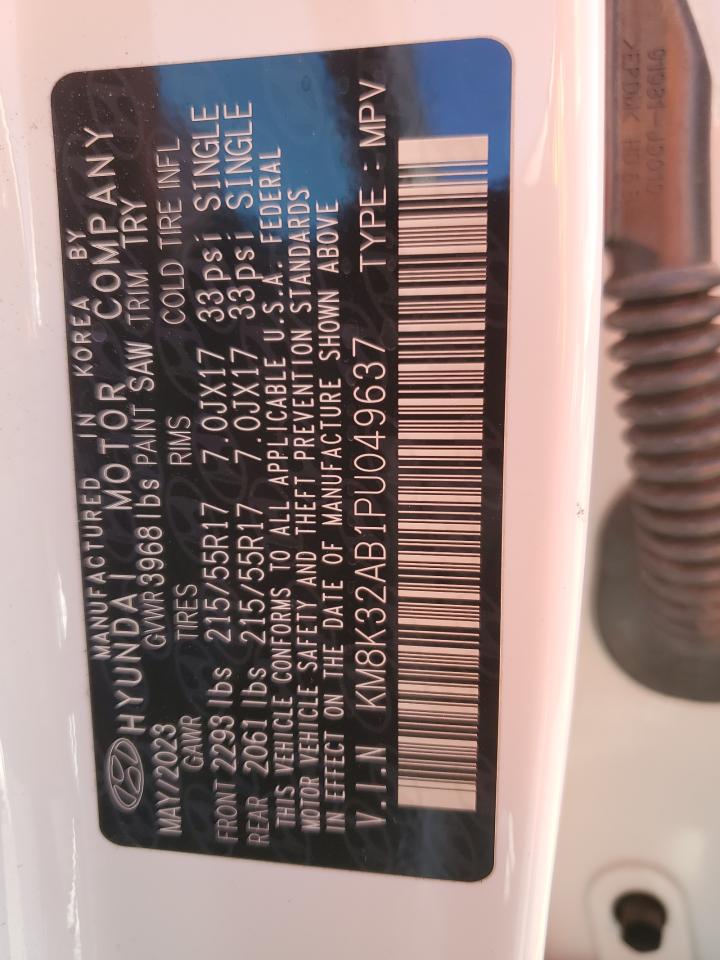 MANUFACTURED IN KOREA BY
HYUNDAI MOTOR COMPANY
MAY/2023 GVWR 3968 lbs PAINT SAW TRIM TRY
GAWR TIRES RIMS COLD TIRE INFL
FRONT 2293 lbs 215/55R17 7.0JX17 33psi SINGLE
REAR 2061 lbs 215/55R17 7.0JX17 33psi SINGLE
THIS VEHICLE CONFORMS TO ALL APPLICABLE U.S.A. FEDERAL
MOTOR VEHICLE SAFETY AND THEFT PREVENTION STANDARDS
IN EFFECT ON THE DATE OF MANUFACTURE SHOWN ABOVE
V.I.N KM8K32AB1PU049637 TYPE : MPV